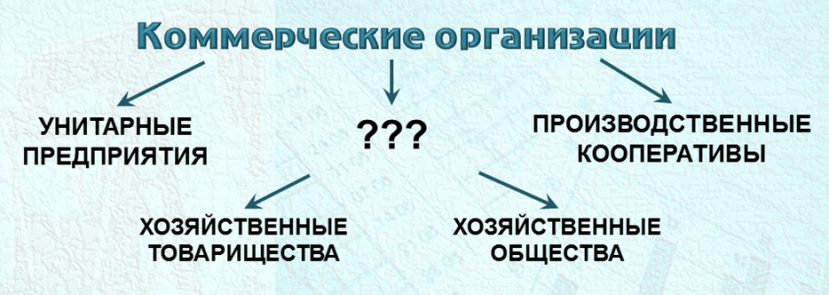 Коммерческие организации
УНИТАРНЫЕ
ПРЕДПРИЯТИЯ
???
ПРОИЗВОДСТВЕННЫЕ
КООПЕРАТИВЫ
ХОЗЯЙСТВЕННЫЕ
ТОВАРИЩЕСТВА
ХОЗЯЙСТВЕННЫЕ
ОБЩЕСТВА